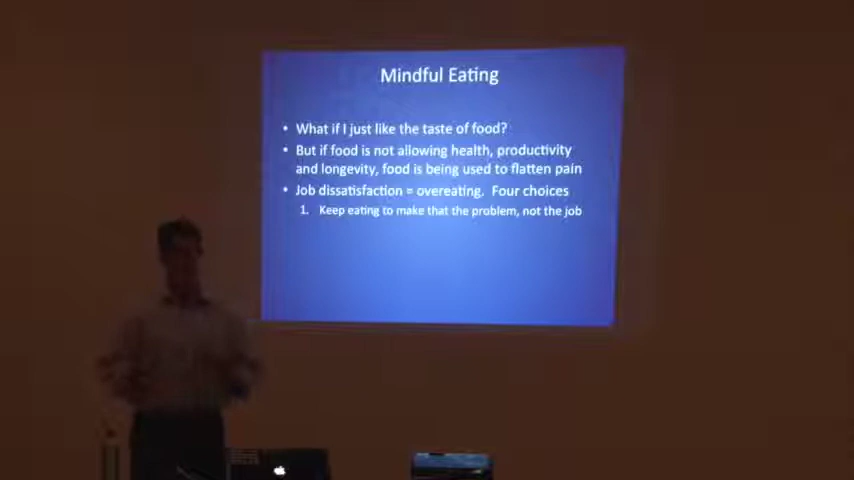 Mindful Eating
• What if I just like the taste of food?
• But if food is not allowing health, productivity
and longevity, food is being used to flatten pain
• Job dissatisfaction = overeating. Four choices
1. Keep eating to make that the problem, not the job